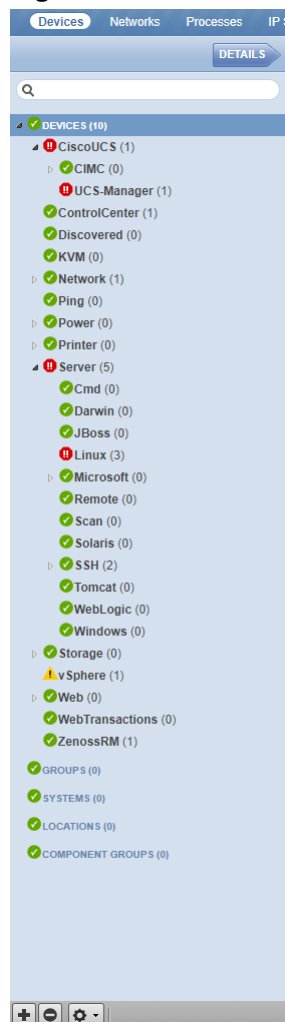 Devices Networks Processes IP
DETAILS
DEVICES (10)
CiscoUCS (1)
CIMC (0)
UCS-Manager (1)
ControlCenter (1)
Discovered (0)
KVM (0)
Network (1)
Ping (0)
Power (0)
Printer (0)
Server (5)
Cmd (0)
Darwin (0)
JBoss (0)
Linux (3)
Microsoft (0)
Remote (0)
Scan (0)
Solaris (0)
SSH (2)
Tomcat (0)
WebLogic (0)
Windows (0)
Storage (0)
vSphere (1)
Web (0)
WebTransactions (0)
ZenossRM (1)
GROUPS (0)
SYSTEMS (0)
LOCATIONS (0)
COMPONENT GROUPS (0)